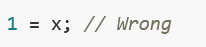 1 = x; // Wrong